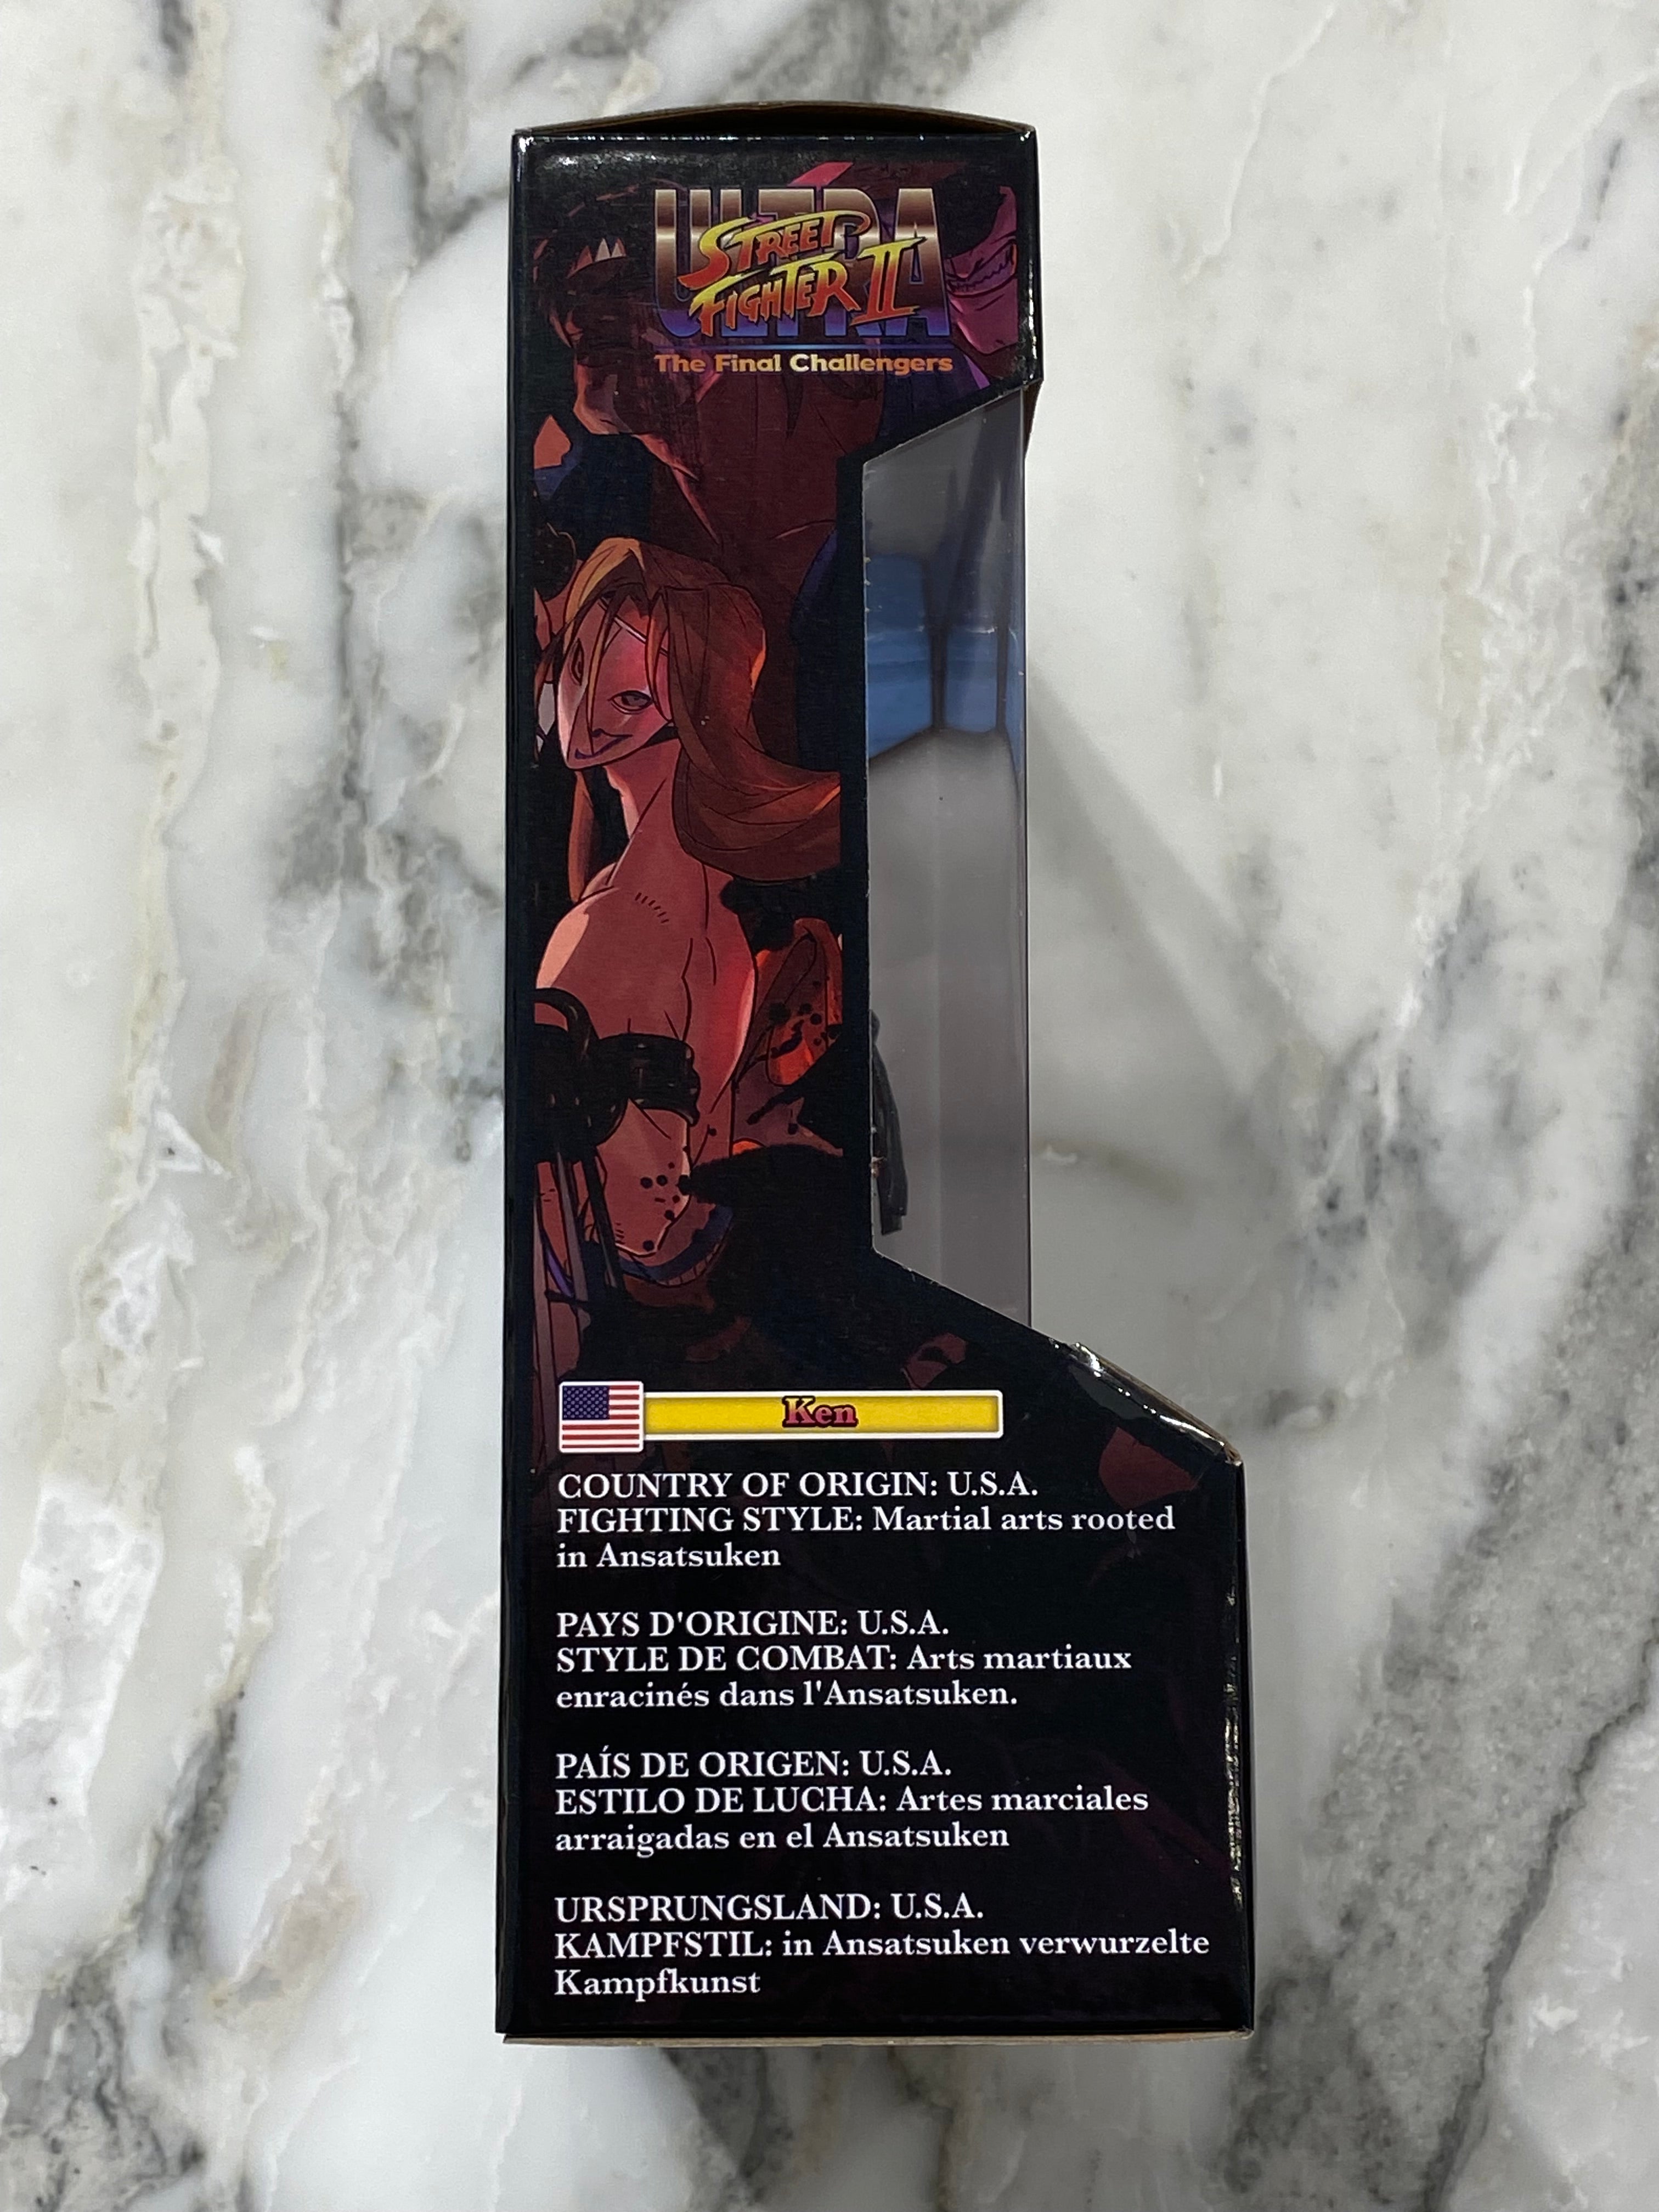 ULTRA
STREET
FIGHTER II
The Final Challengers
Ken
COUNTRY OF ORIGIN: U.S.A.
FIGHTING STYLE: Martial arts rooted
in Ansatsuken
PAYS D'ORIGINE: U.S.A.
STYLE DE COMBAT: Arts martiaux
enracinés dans l'Ansatsuken.
PAÍS DE ORIGEN: U.S.A.
ESTILO DE LUCHA: Artes marciales
arraigadas en el Ansatsuken
URSPRUNGSLAND: U.S.A.
KAMPFSTIL: in Ansatsuken verwurzelte
Kampfkunst